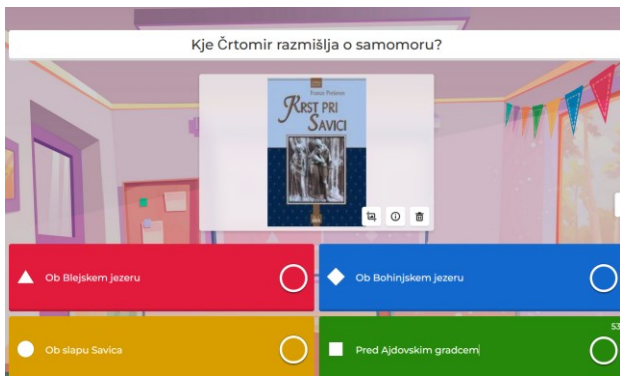 Kje Črtomir razmišlja o samomoru?
France Prešeren
KRST PRI
SAVICI
Ob Blejskem jezeru
Ob Bohinjskem jezeru
53
Ob slapu Savica
Pred Ajdovskim gradcem